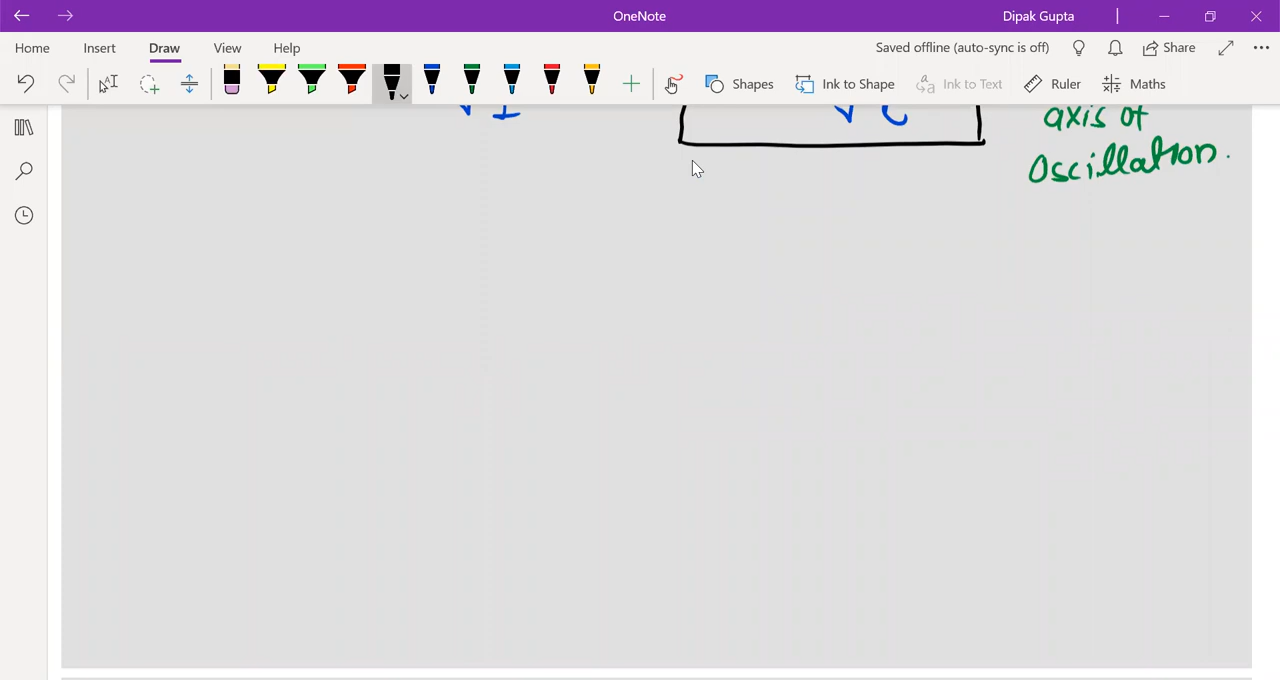 OneNote
Dipak Gupta
Home Insert Draw View Help
Saved offline (auto-sync is off)
Share
Shapes
Ink to Shape
Ink to Text
Ruler
Maths
I
C
axis of
oscillation.